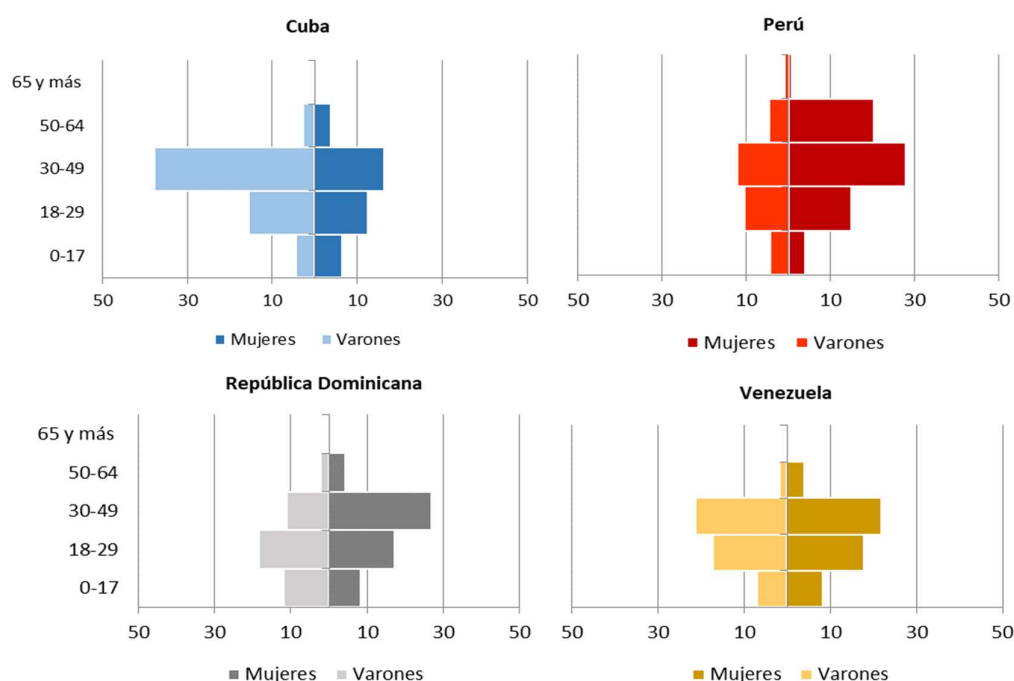 Cuba
65 y más
50-64
30-49
18-29
0-17
50 30 10 10 30 50
Mujeres Varones
Perú
50 30 10 10 30 50
Mujeres Varones
República Dominicana
65 y más
50-64
30-49
18-29
0-17
50 30 10 10 30 50
Mujeres Varones
Venezuela
50 30 10 10 30 50
Mujeres Varones